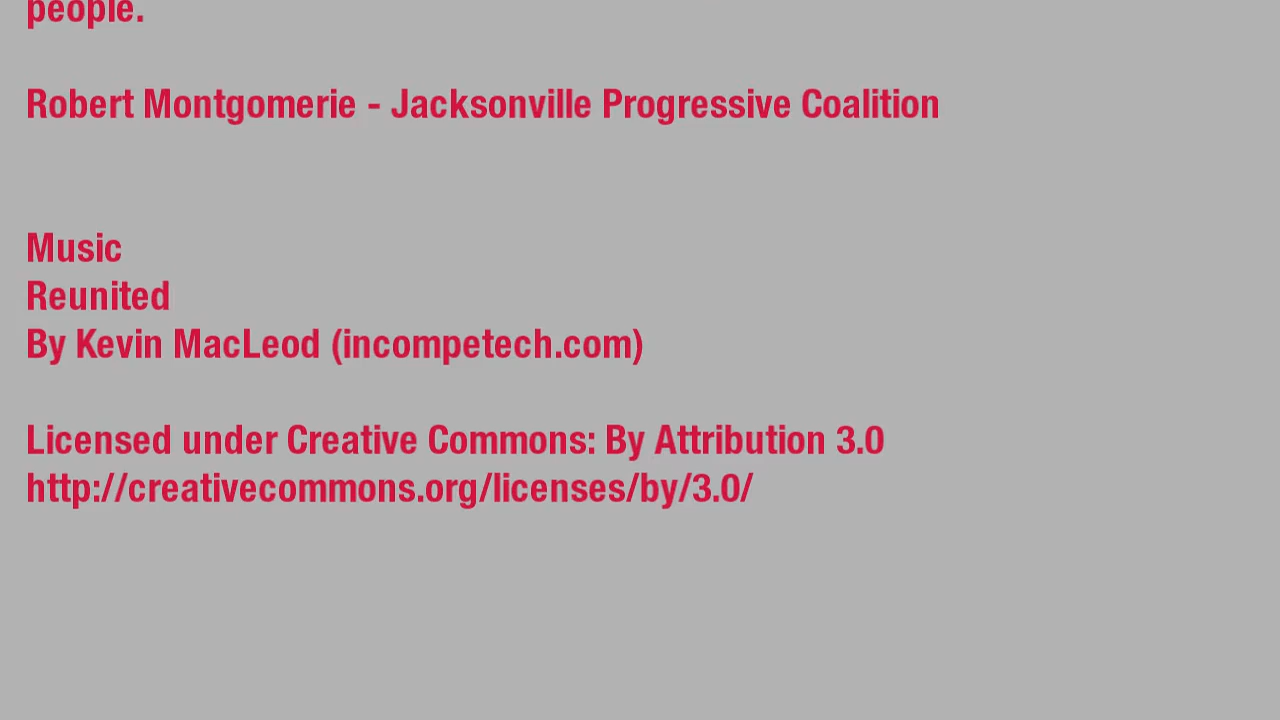 people.
Robert Montgomerie - Jacksonville Progressive Coalition
Music
Reunited
By Kevin MacLeod (incompetech.com)
Licensed under Creative Commons: By Attribution 3.0
http://creativecommons.org/licenses/by/3.0/